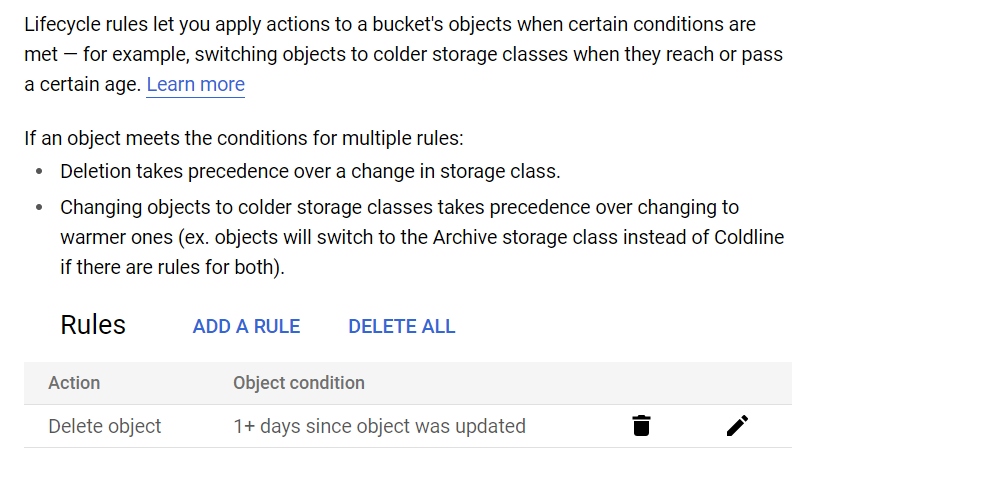 Lifecycle rules let you apply actions to a bucket's objects when certain conditions are
met — for example, switching objects to colder storage classes when they reach or pass
a certain age. Learn more
If an object meets the conditions for multiple rules:
• Deletion takes precedence over a change in storage class.
• Changing objects to colder storage classes takes precedence over changing to
warmer ones (ex. objects will switch to the Archive storage class instead of Coldline
if there are rules for both).
Rules ADD A RULE DELETE ALL
Action Object condition
Delete object 1+ days since object was updated